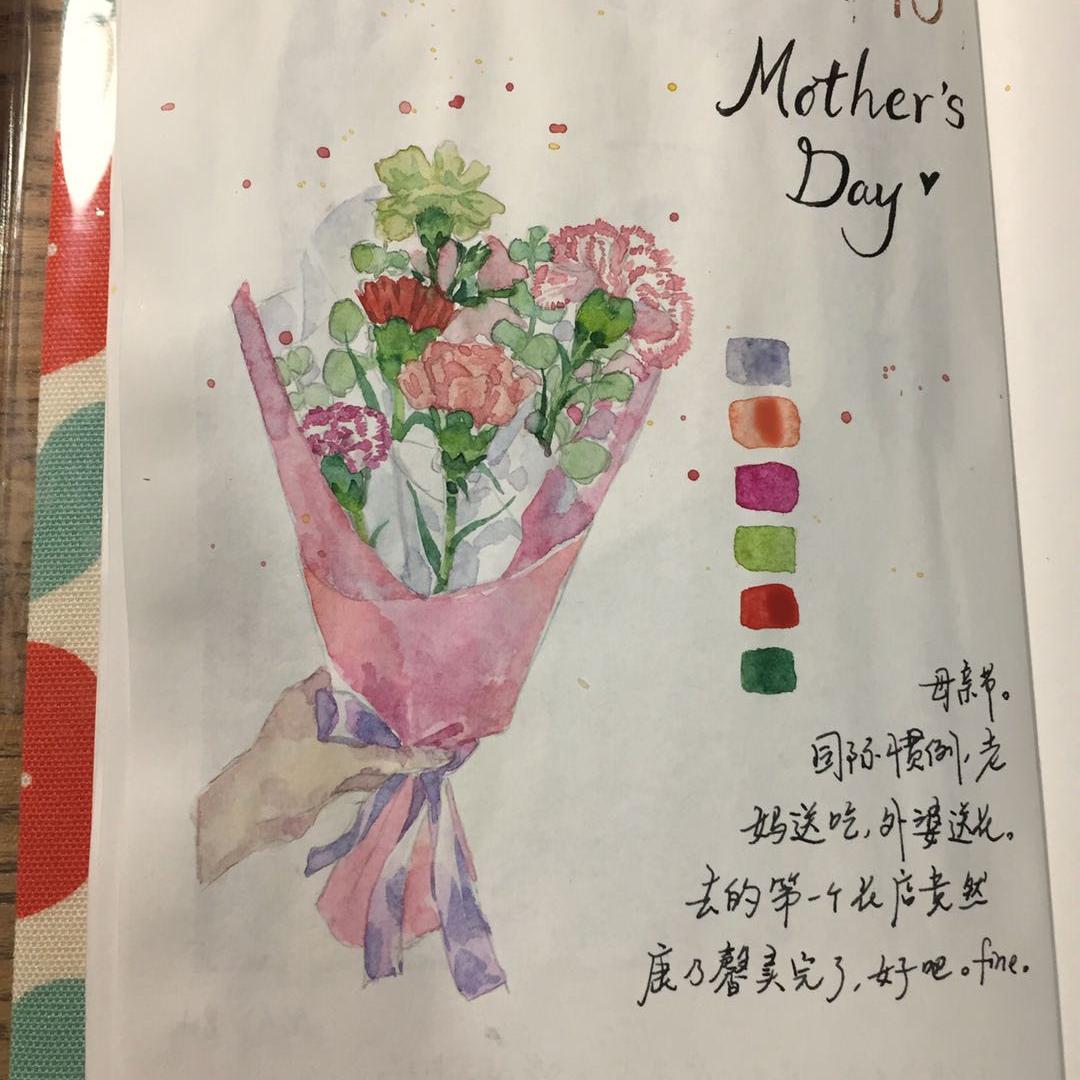 Mother's
Day
母亲节。
国际惯例,老
妈送吃,外婆送花。
去的第一个花店竟然
康乃馨卖完了,好吧。fine.